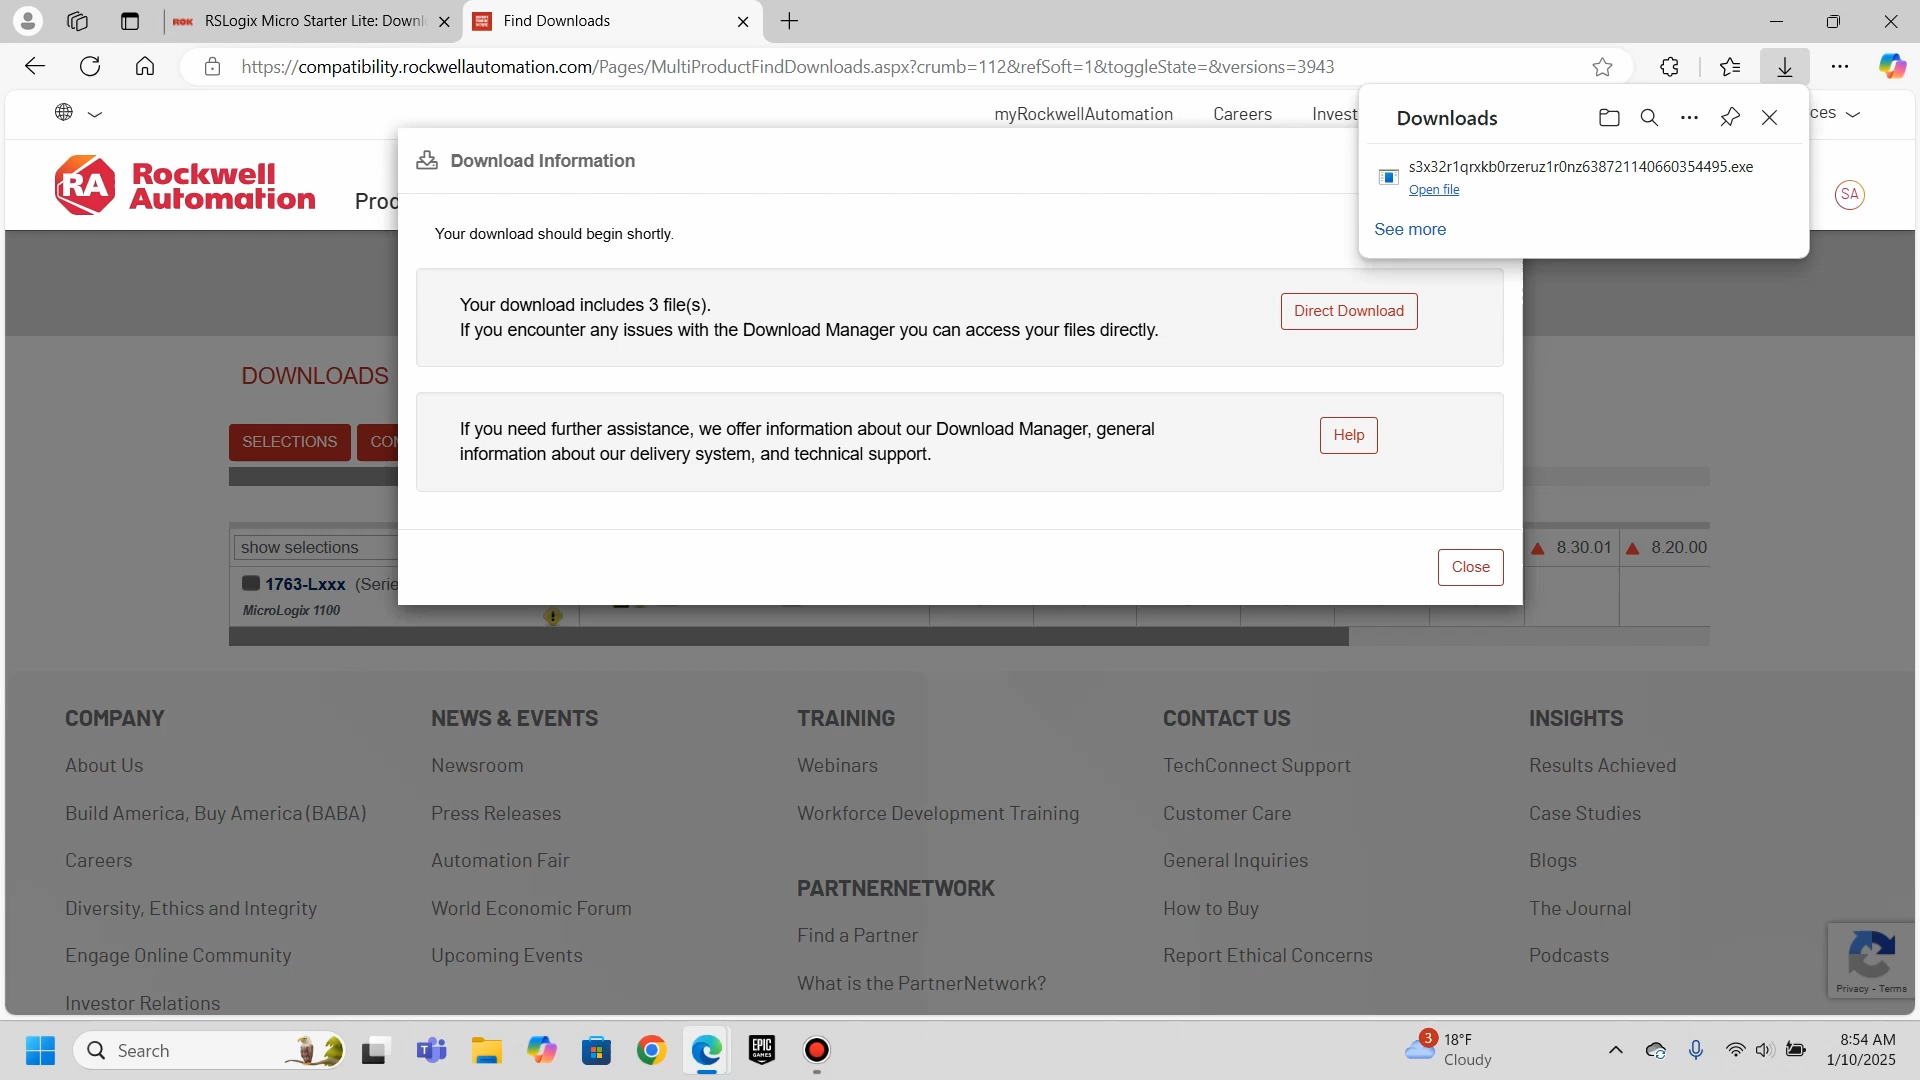 ROK RSLogix Micro Starter Lite: Downl
Find Downloads
https://compatibility.rockwellautomation.com/Pages/MultiProductFindDownloads.aspx?crumb=112&refSoft=1&toggleState=&versions=3943
myRockwellAutomation Careers Invest
ces
Downloads
s3x32r1qrxkb0rzeruz1r0nz638721140660354495.exe
Open file
See more
RA Rockwell
Automation
Prod
SA
Download Information
Your download should begin shortly.
Your download includes 3 file(s).
If you encounter any issues with the Download Manager you can access your files directly.
Direct Download
If you need further assistance, we offer information about our Download Manager, general
information about our delivery system, and technical support.
Help
Close
DOWNLOADS
SELECTIONS
COM
show selections
8.30.01
8.20.00
1763-Lxxx (Serie
MicroLogix 1100
COMPANY
About Us
Build America, Buy America (BABA)
Careers
Diversity, Ethics and Integrity
Engage Online Community
Investor Relations
NEWS & EVENTS
Newsroom
Press Releases
Automation Fair
World Economic Forum
Upcoming Events
TRAINING
Webinars
Workforce Development Training
PARTNERNETWORK
Find a Partner
What is the PartnerNetwork?
CONTACT US
TechConnect Support
Customer Care
General Inquiries
How to Buy
Report Ethical Concerns
INSIGHTS
Results Achieved
Case Studies
Blogs
The Journal
Podcasts
Privacy - Terms
Search
EPIC
GAMES
3
18°F
Cloudy
8:54 AM
1/10/2025